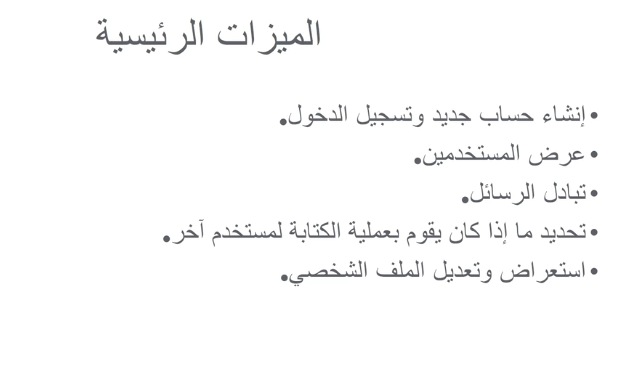 الميزات الرئيسية
•إنشاء حساب جديد وتسجيل الدخول.
•عرض المستخدمين.
•تبادل الرسائل.
•تحديد ما إذا كان يقوم بعملية الكتابة لمستخدم آخر.
•استعراض وتعديل الملف الشخصي.